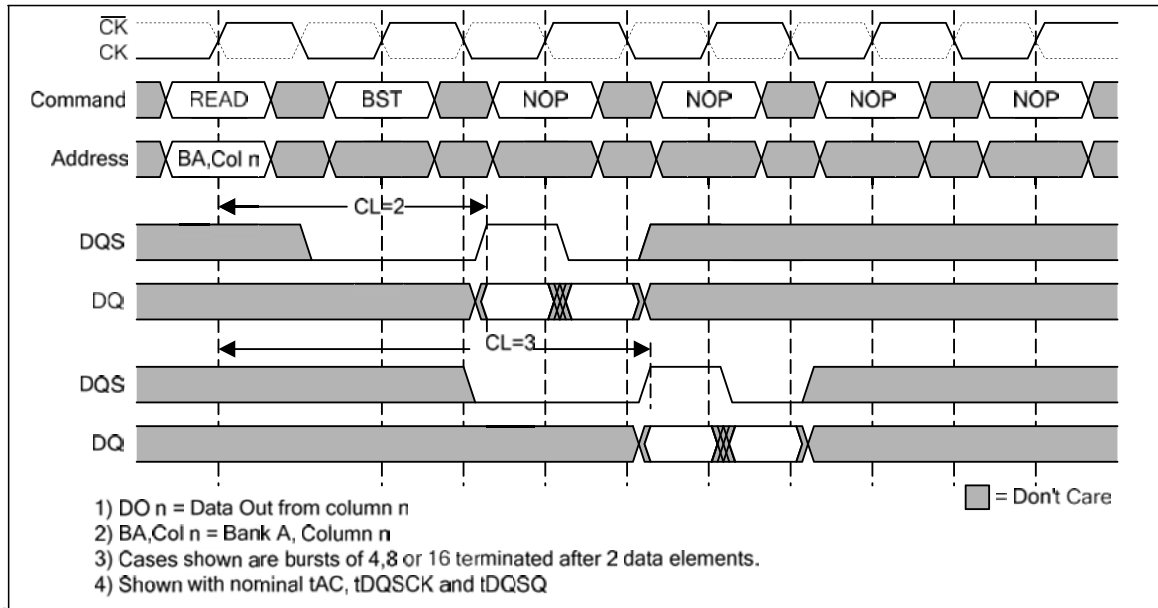 CK
CK
Command READ BST NOP NOP NOP NOP
Address BA,Col n
CL=2
DQS
DQ
CL=3
DQS
DQ
1) DO n = Data Out from column n
2) BA,Col n = Bank A, Column n
3) Cases shown are bursts of 4,8 or 16 terminated after 2 data elements.
4) Shown with nominal tAC, tDQSCK and tDQSQ
= Don't Care